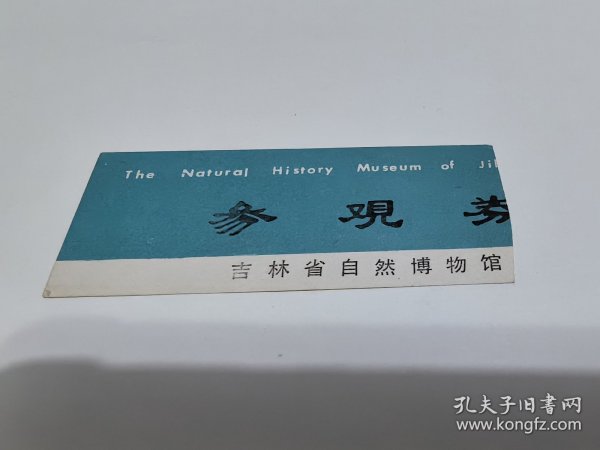 The Natural History Museum of Jil
参观券
吉林省自然博物馆
孔夫子旧书网
www.kongfz.com